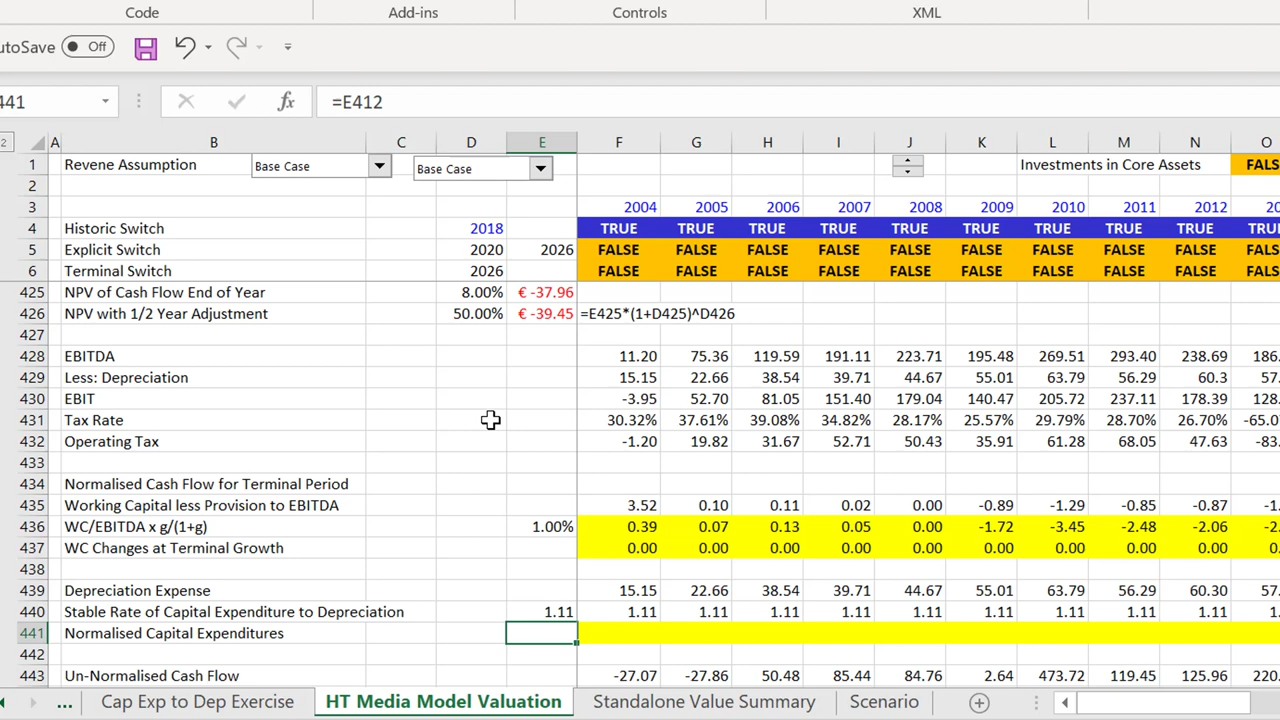 Code Add-ins Controls XML
utoSave Off
441 fx =E412
2 A B C D E F G H I J K L M N O
1 Revene Assumption Base Case Base Case Investments in Core Assets FALS
2
3 2004 2005 2006 2007 2008 2009 2010 2011 2012
4 Historic Switch 2018 TRUE TRUE TRUE TRUE TRUE TRUE TRUE TRUE TRUE
5 Explicit Switch 2020 2026 FALSE FALSE FALSE FALSE FALSE FALSE FALSE FALSE FALSE FALS
6 Terminal Switch 2026 FALSE FALSE FALSE FALSE FALSE FALSE FALSE FALSE FALSE FALS
425 NPV of Cash Flow End of Year 8.00% € -37.96
426 NPV with 1/2 Year Adjustment 50.00% € -39.45 =E425*(1+D425)^D426
427
428 EBITDA 11.20 75.36 119.59 191.11 223.71 195.48 269.51 293.40 238.69 186.
429 Less: Depreciation 15.15 22.66 38.54 39.71 44.67 55.01 63.79 56.29 60.3 57.
430 EBIT -3.95 52.70 81.05 151.40 179.04 140.47 205.72 237.11 178.39 128.
431 Tax Rate 30.32% 37.61% 39.08% 34.82% 28.17% 25.57% 29.79% 28.70% 26.70% -65.0
432 Operating Tax -1.20 19.82 31.67 52.71 50.43 35.91 61.28 68.05 47.63 -83.
433
434 Normalised Cash Flow for Terminal Period
435 Working Capital less Provision to EBITDA 3.52 0.10 0.11 0.02 0.00 -0.89 -1.29 -0.85 -0.87 -1.
436 WC/EBITDA x g/(1+g) 1.00% 0.39 0.07 0.13 0.05 0.00 -1.72 -3.45 -2.48 -2.06 -2.
437 WC Changes at Terminal Growth 0.00 0.00 0.00 0.00 0.00 0.00 0.00 0.00 0.00 0.
438
439 Depreciation Expense 15.15 22.66 38.54 39.71 44.67 55.01 63.79 56.29 60.30 57.
440 Stable Rate of Capital Expenditure to Depreciation 1.11 1.11 1.11 1.11 1.11 1.11 1.11 1.11 1.11 1.11 1.
441 Normalised Capital Expenditures
442
443 Un-Normalised Cash Flow -27.07 -27.86 50.48 85.44 84.76 2.64 473.72 119.45 125.96 220.
... Cap Exp to Dep Exercise HT Media Model Valuation Standalone Value Summary Scenario